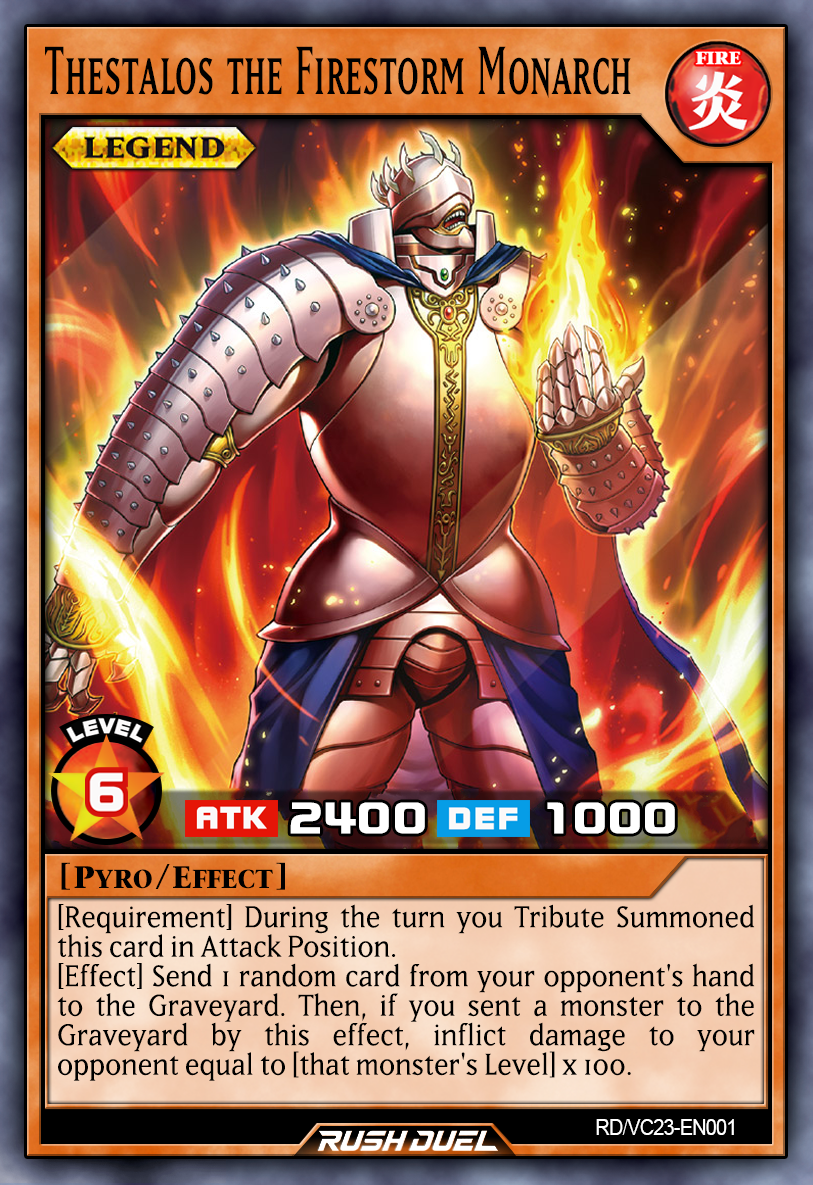 Thestalos the Firestorm Monarch
FIRE
炎
LEGEND
LEVEL
6
ATK 2400 DEF 1000
[Pyro/Effect]
[Requirement] During the turn you Tribute Summoned
this card in Attack Position.
[Effect] Send 1 random card from your opponent's hand
to the Graveyard. Then, if you sent a monster to the
Graveyard by this effect, inflict damage to your
opponent equal to [that monster's Level] x 100.
RD/VC23-EN001
RUSH DUEL